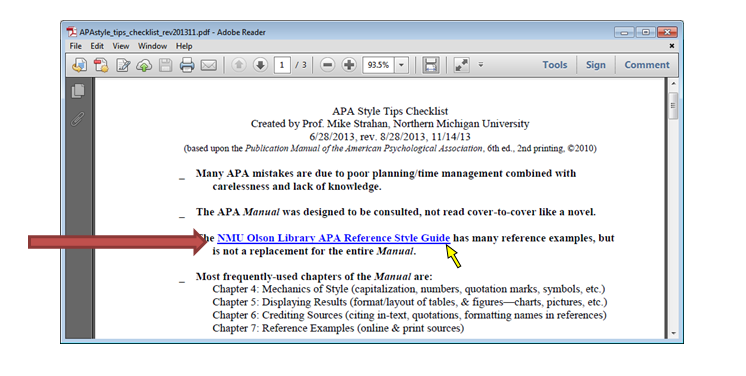 APAstyle_tips_checklist_rev201311.pdf - Adobe Reader
File Edit View Window Help
1 / 3 93.5% Tools Sign Comment
APA Style Tips Checklist
Created by Prof. Mike Strahan, Northern Michigan University
6/28/2013, rev. 8/28/2013, 11/14/13
(based upon the Publication Manual of the American Psychological Association, 6th ed., 2nd printing, ©2010)
_ Many APA mistakes are due to poor planning/time management combined with
carelessness and lack of knowledge.
_ The APA Manual was designed to be consulted, not read cover-to-cover like a novel.
he NMU Olson Library APA Reference Style Guide has many reference examples, but
is not a replacement for the entire Manual.
_ Most frequently-used chapters of the Manual are:
Chapter 4: Mechanics of Style (capitalization, numbers, quotation marks, symbols, etc.)
Chapter 5: Displaying Results (format/layout of tables, & figures—charts, pictures, etc.)
Chapter 6: Crediting Sources (citing in-text, quotations, formatting names in references)
Chapter 7: Reference Examples (online & print sources)